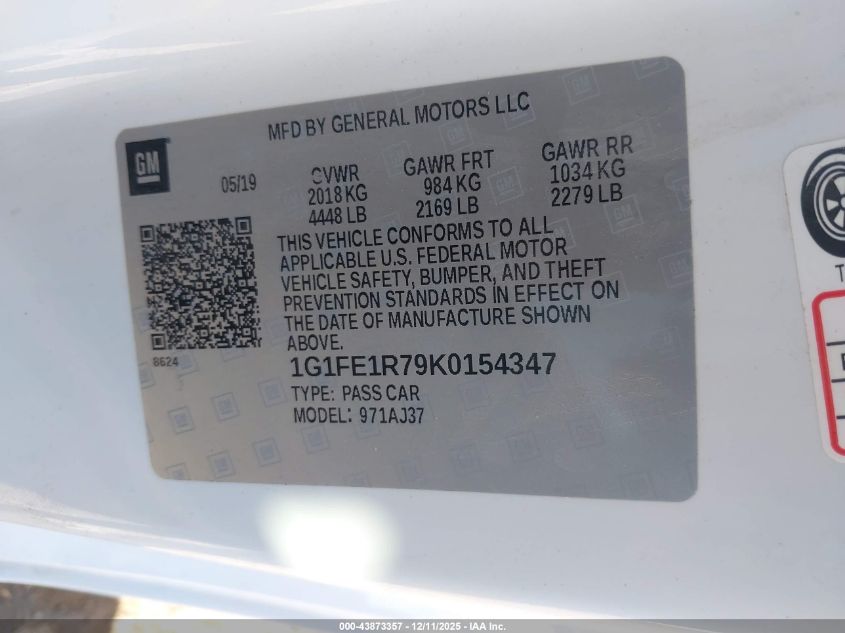 MFD BY GENERAL MOTORS LLC
GM
05/19
GVWR GAWR FRT GAWR RR
2018 KG 984 KG 1034 KG
4448 LB 2169 LB 2279 LB
THIS VEHICLE CONFORMS TO ALL
APPLICABLE U.S. FEDERAL MOTOR
VEHICLE SAFETY, BUMPER, AND THEFT
PREVENTION STANDARDS IN EFFECT ON
THE DATE OF MANUFACTURE SHOWN
ABOVE.
8624
1G1FE1R79K0154347
TYPE: PASS CAR
MODEL: 971AJ37
000-43873357 - 12/11/2025 - IAA Inc.